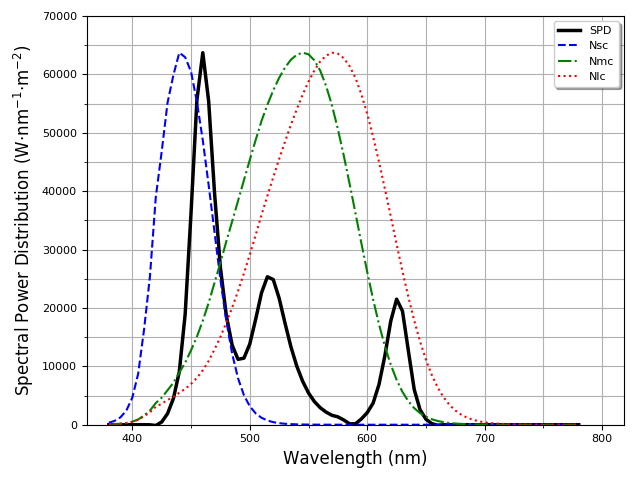 70000
60000
50000
40000
30000
20000
10000
0
Spectral Power Distribution (W·nm⁻¹·m⁻²)
SPD
Nsc
Nmc
Nlc
400 500 600 700 800
Wavelength (nm)